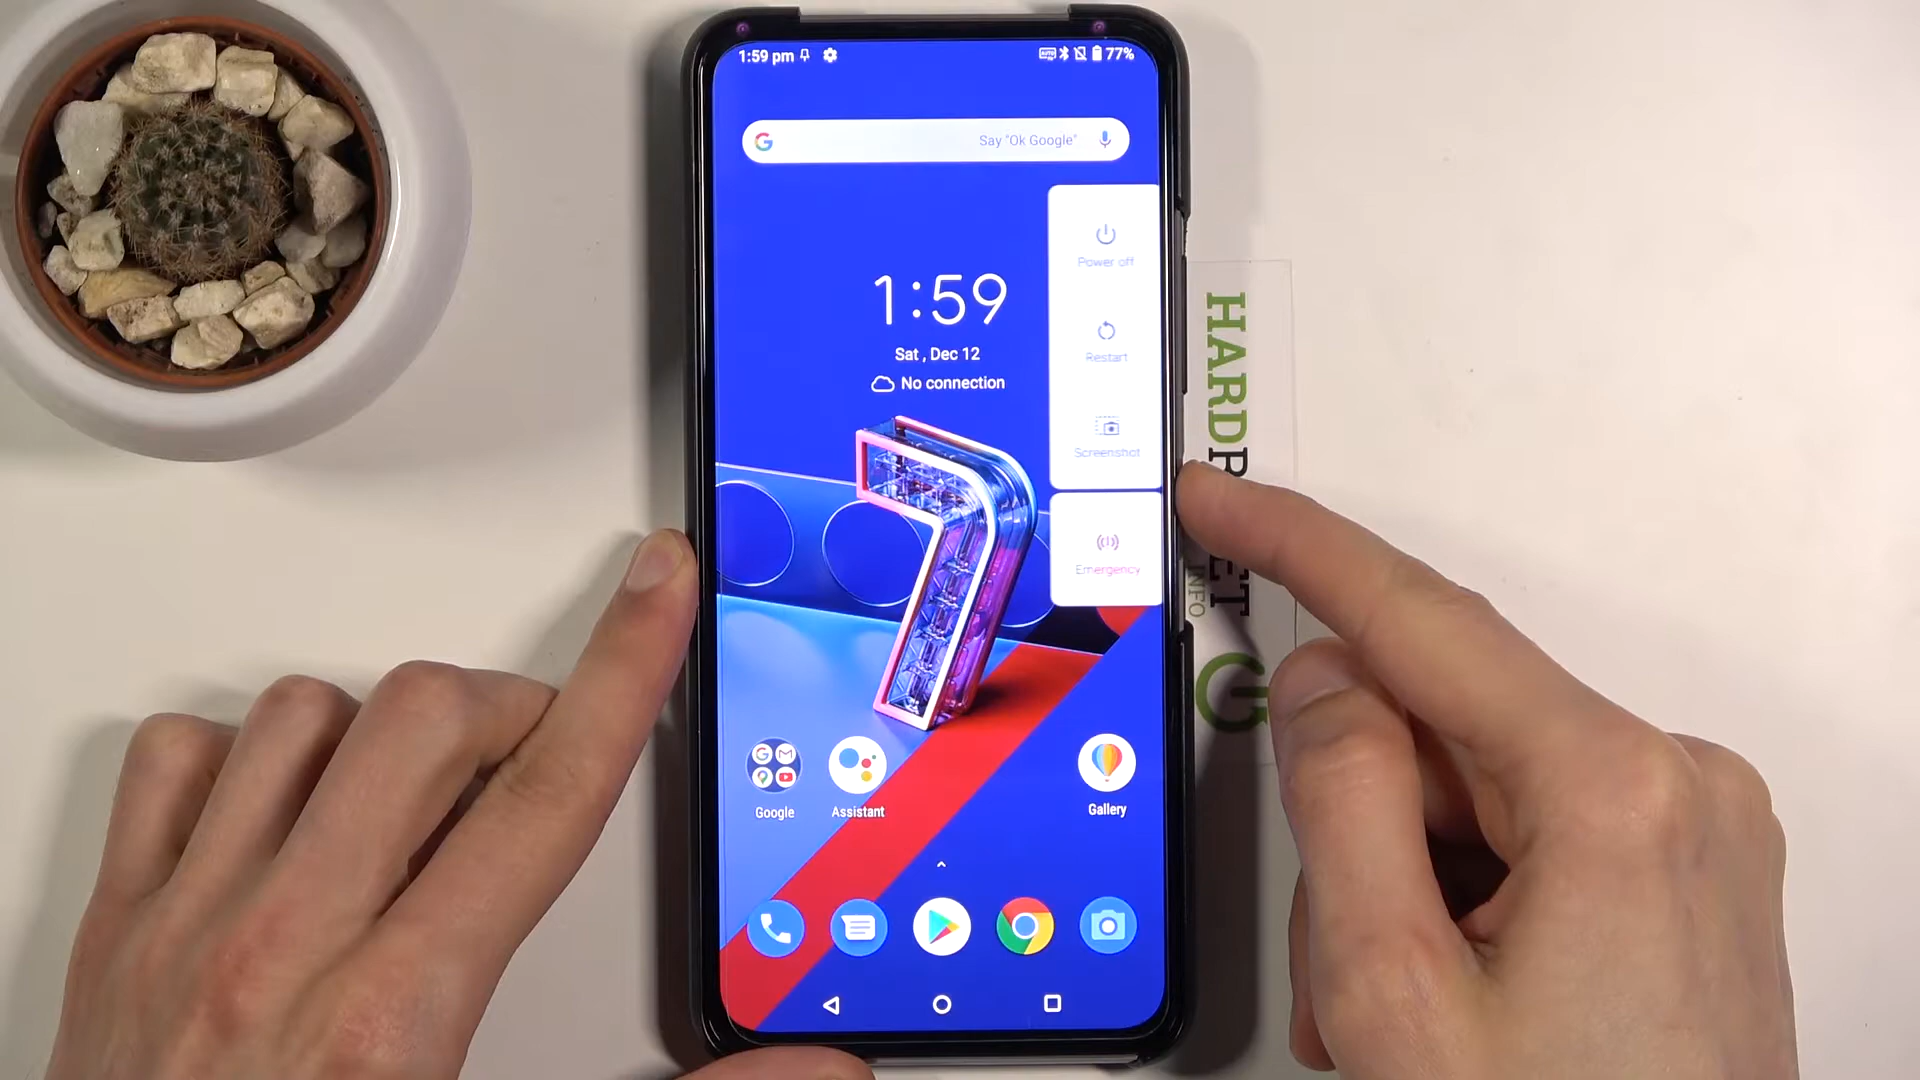 1:59 pm
77%
Say "Ok Google"
Power off
1:59
Restart
Sat , Dec 12
No connection
Screenshot
Emergency
Google
Assistant
Gallery
HARDRESET
INFO